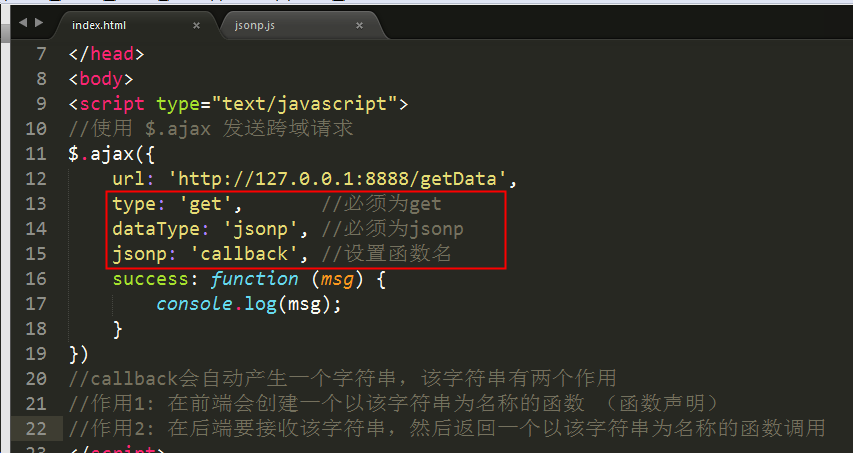 index.html × jsonp.js ×
7 </head>
8 <body>
9 <script type="text/javascript">
10 //使用 $.ajax 发送跨域请求
11 $.ajax({
12 url: 'http://127.0.0.1:8888/getData',
13 type: 'get', //必须为get
14 dataType: 'jsonp', //必须为jsonp
15 jsonp: 'callback', //设置函数名
16 success: function (msg) {
17 console.log(msg);
18 }
19 })
20 //callback会自动产生一个字符串，该字符串有两个作用
21 //作用1: 在前端会创建一个以该字符串为名称的函数 （函数声明）
22 //作用2: 在后端要接收该字符串，然后返回一个以该字符串为名称的函数调用
23 </script>